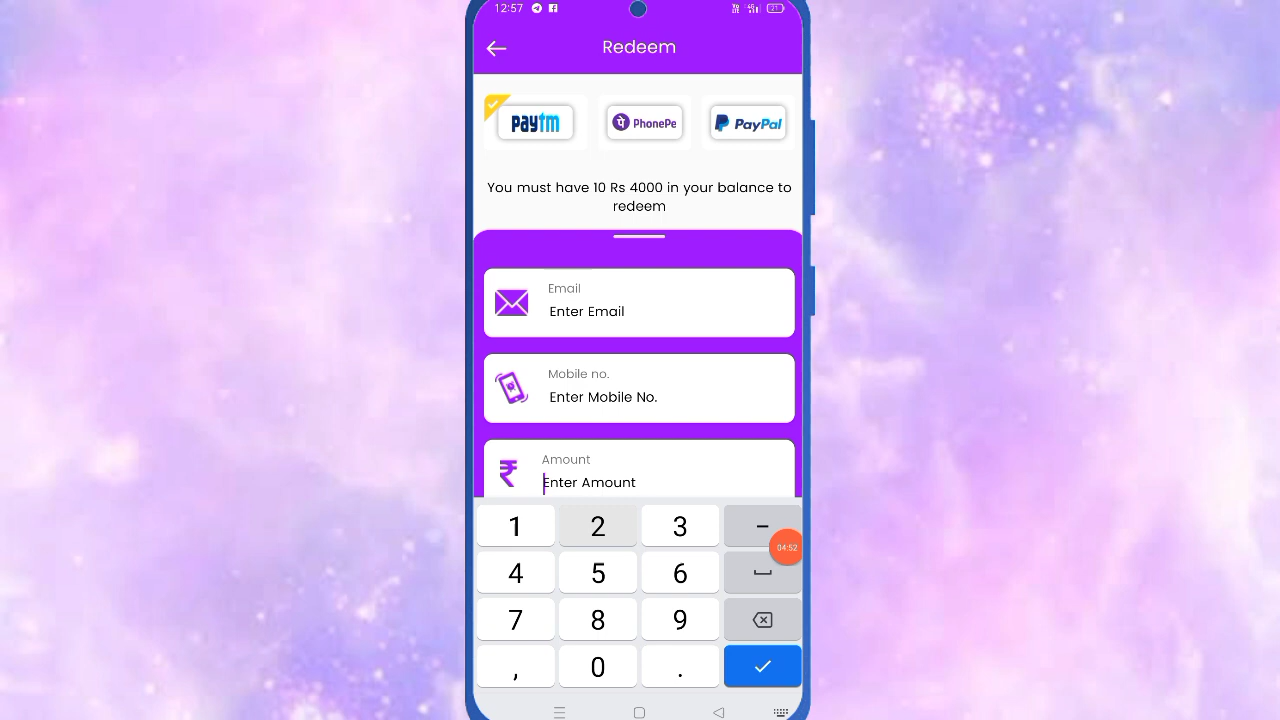 12:57
4G
21
Redeem
paytm
PhonePe
PayPal
You must have 10 Rs 4000 in your balance to
redeem
Email
Enter Email
Mobile no.
Enter Mobile No.
₹
Amount
Enter Amount
1 2 3 –
04:52
4 5 6
7 8 9
, 0 .